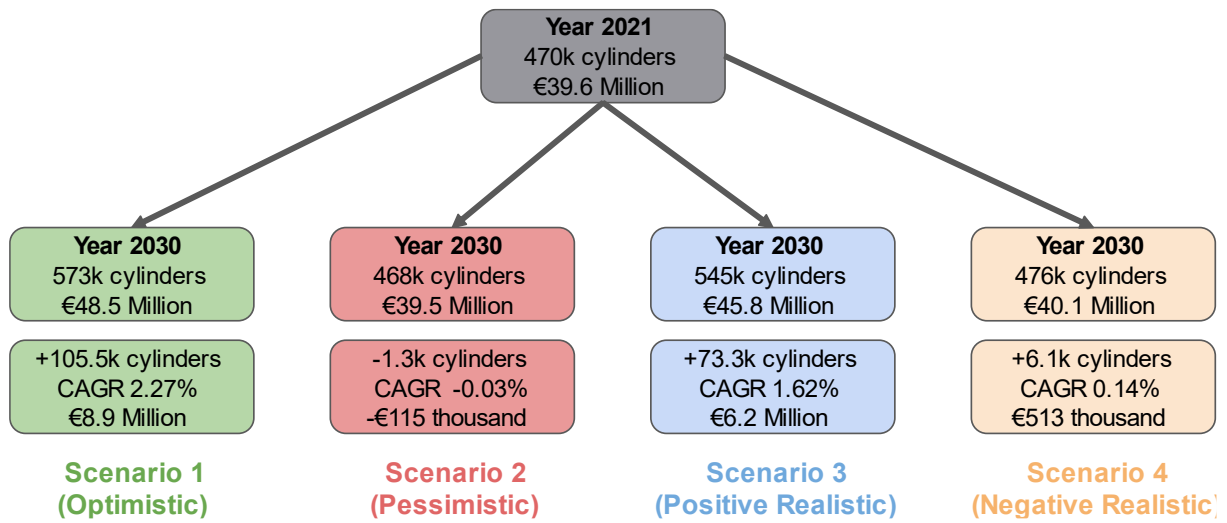 Year 2021
470k cylinders
€39.6 Million
Year 2030
573k cylinders
€48.5 Million
Year 2030
468k cylinders
€39.5 Million
Year 2030
545k cylinders
€45.8 Million
Year 2030
476k cylinders
€40.1 Million
+105.5k cylinders
CAGR 2.27%
€8.9 Million
-1.3k cylinders
CAGR -0.03%
-€115 thousand
+73.3k cylinders
CAGR 1.62%
€6.2 Million
+6.1k cylinders
CAGR 0.14%
€513 thousand
Scenario 1
(Optimistic)
Scenario 2
(Pessimistic)
Scenario 3
(Positive Realistic)
Scenario 4
(Negative Realistic)